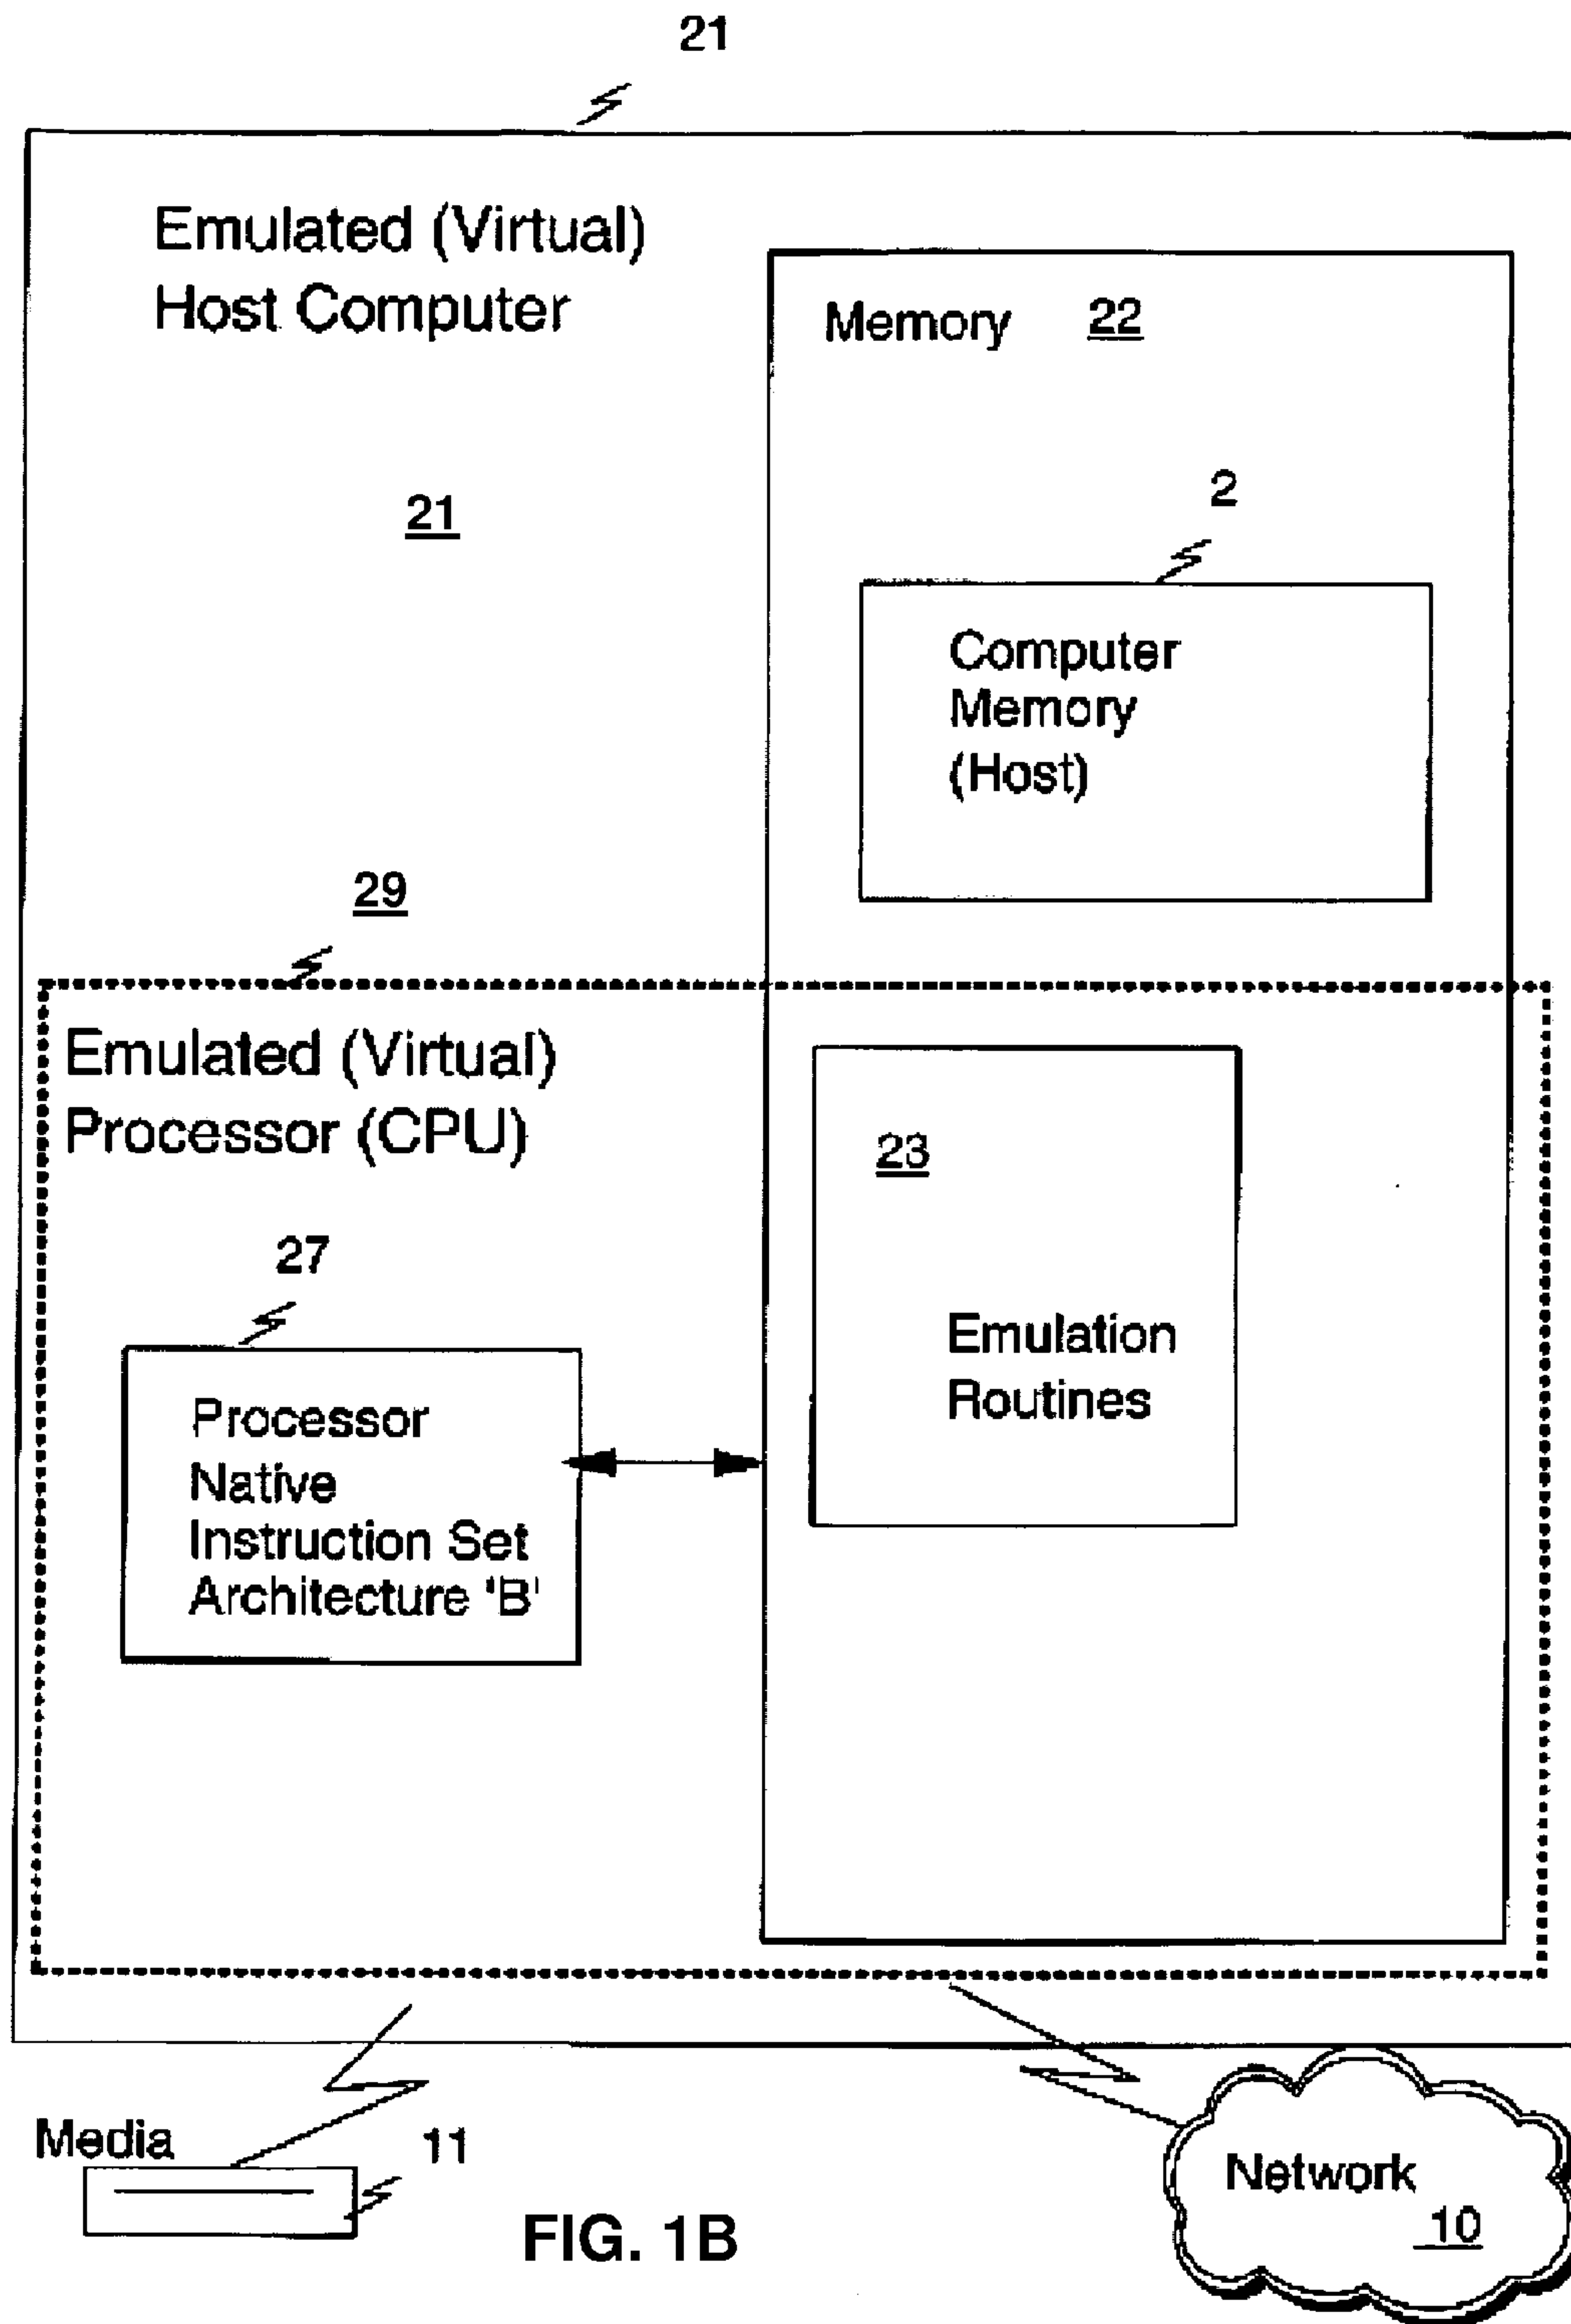 21
Emulated (Virtual)
Host Computer
Memory 22
21
2
Computer
Memory
(Host)
29
Emulated (Virtual)
Processor (CPU)
23
27
Emulation
Routines
Processor
Native
Instruction Set
Architecture 'B'
Media
11
Network
10
FIG. 1B